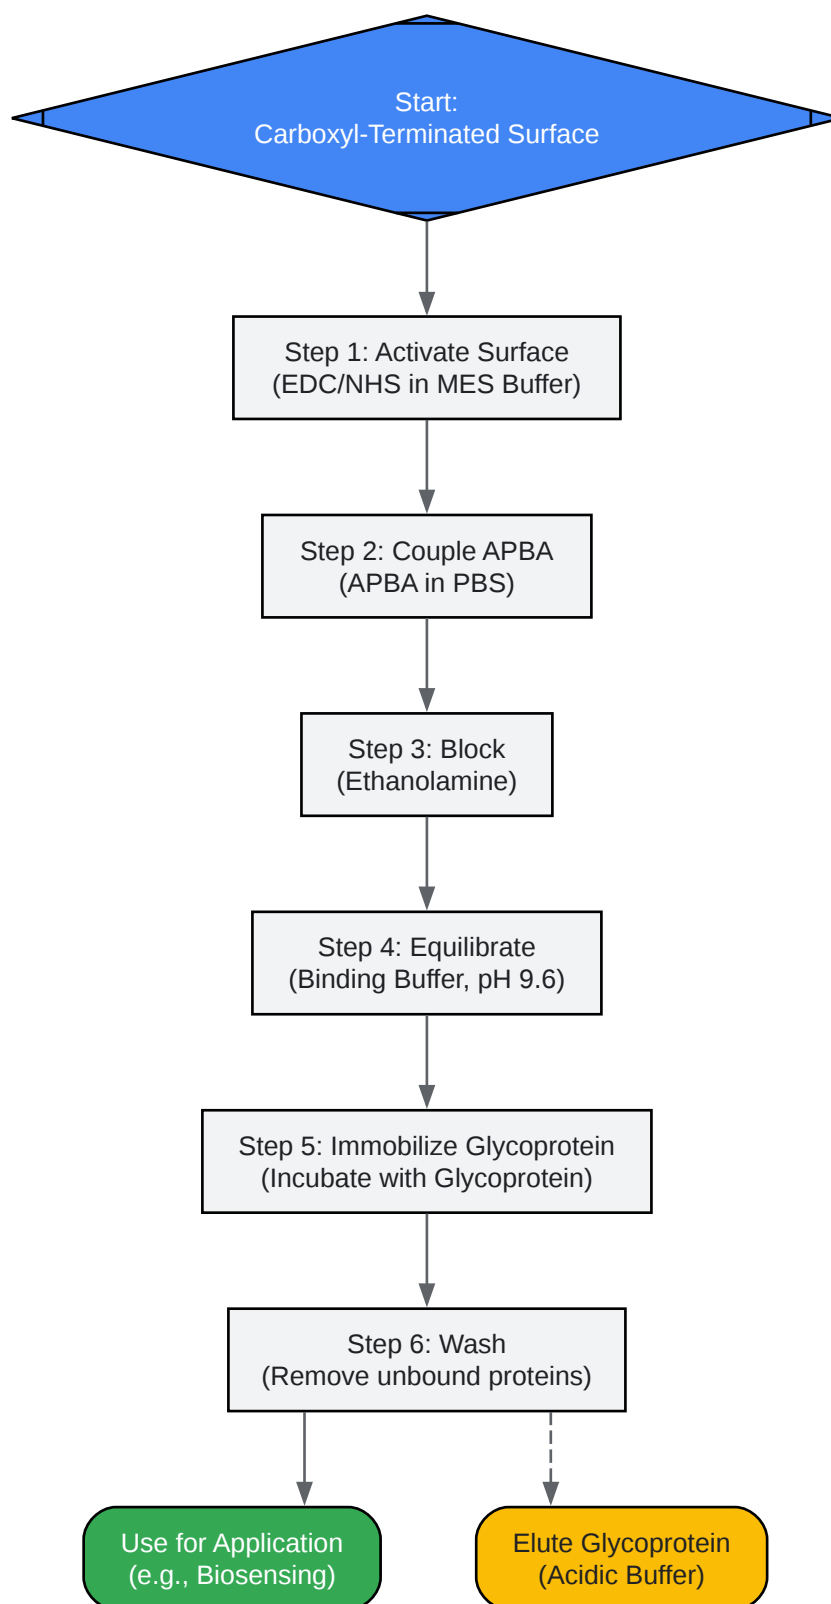 Start:
Carboxyl-Terminated Surface
Step 1: Activate Surface
(EDC/NHS in MES Buffer)
Step 2: Couple APBA
(APBA in PBS)
Step 3: Block
(Ethanolamine)
Step 4: Equilibrate
(Binding Buffer, pH 9.6)
Step 5: Immobilize Glycoprotein
(Incubate with Glycoprotein)
Step 6: Wash
(Remove unbound proteins)
Use for Application
(e.g., Biosensing)
Elute Glycoprotein
(Acidic Buffer)